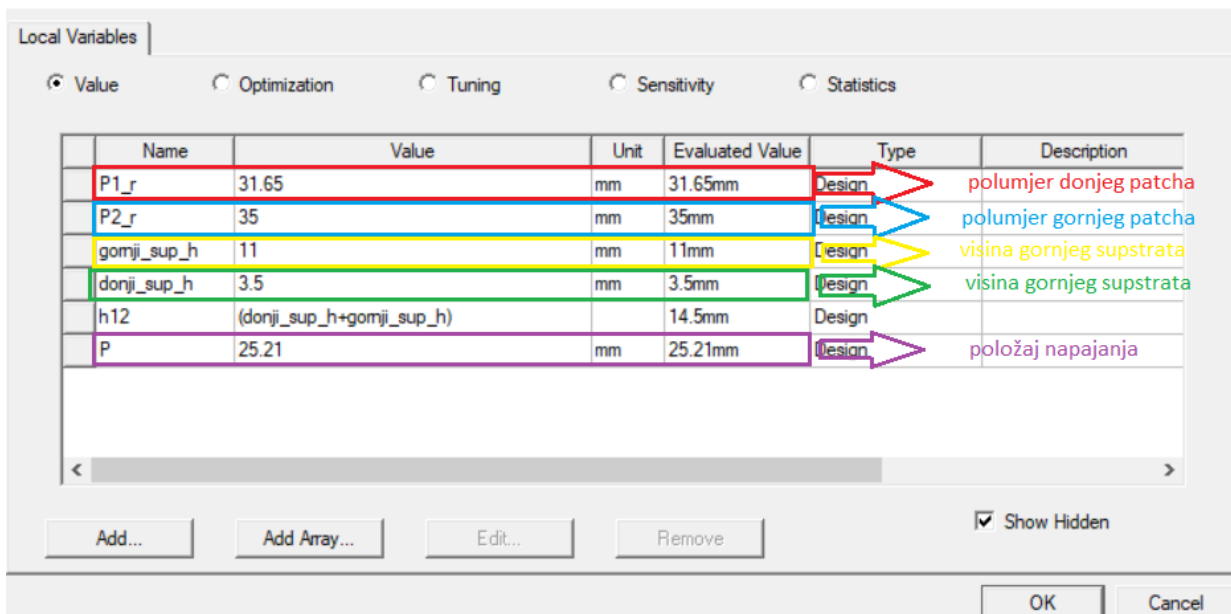 Local Variables
Value Optimization Tuning Sensitivity Statistics
Name Value Unit Evaluated Value Type Description
P1_r 31.65 mm 31.65mm Design polumjer donjeg patcha
P2_r 35 mm 35mm Design polumjer gornjeg patcha
gornji_sup_h 11 mm 11mm Design visina gornjeg supstrata
donji_sup_h 3.5 mm 3.5mm Design visina gornjeg supstrata
h12 (donji_sup_h+gornji_sup_h) 14.5mm Design
P 25.21 mm 25.21mm Design položaj napajanja
Add... Add Array... Edit... Remove Show Hidden
OK Cancel